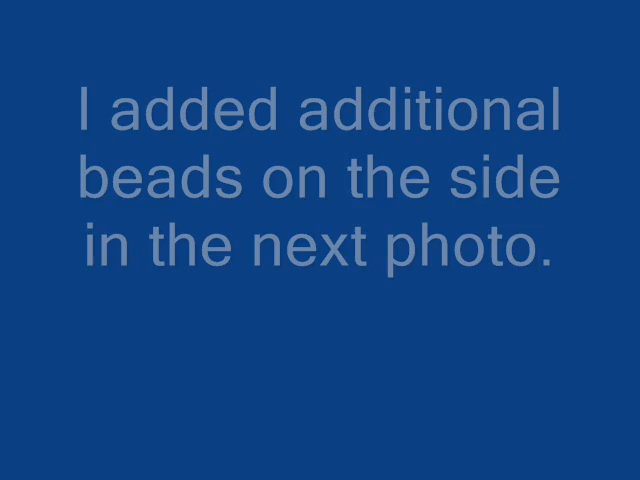 I added additional
beads on the side
in the next photo.